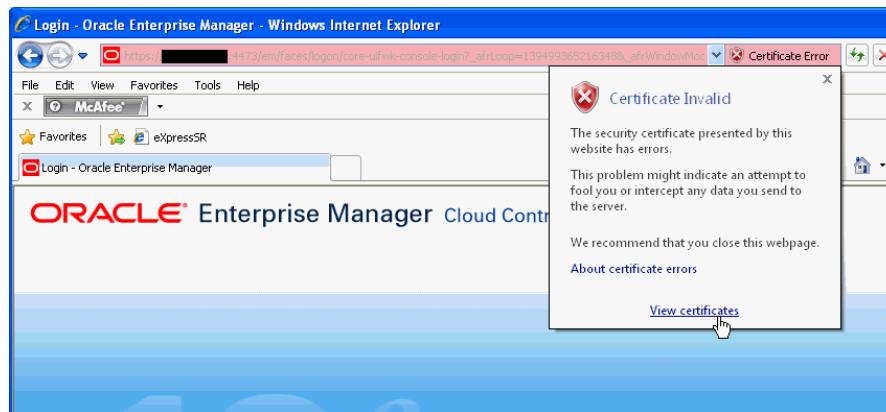 Login - Oracle Enterprise Manager - Windows Internet Explorer
https:// :4473/em/faces/logon/core-uifwk-console-login?_afrLoop=1394993652163488_afrWindowMoc
Certificate Error
File Edit View Favorites Tools Help
X McAfee
Favorites eXpressSR
Login - Oracle Enterprise Manager
ORACLE Enterprise Manager Cloud Contr
Certificate Invalid
The security certificate presented by this
website has errors.
This problem might indicate an attempt to
fool you or intercept any data you send to
the server.
We recommend that you close this webpage.
About certificate errors
View certificates